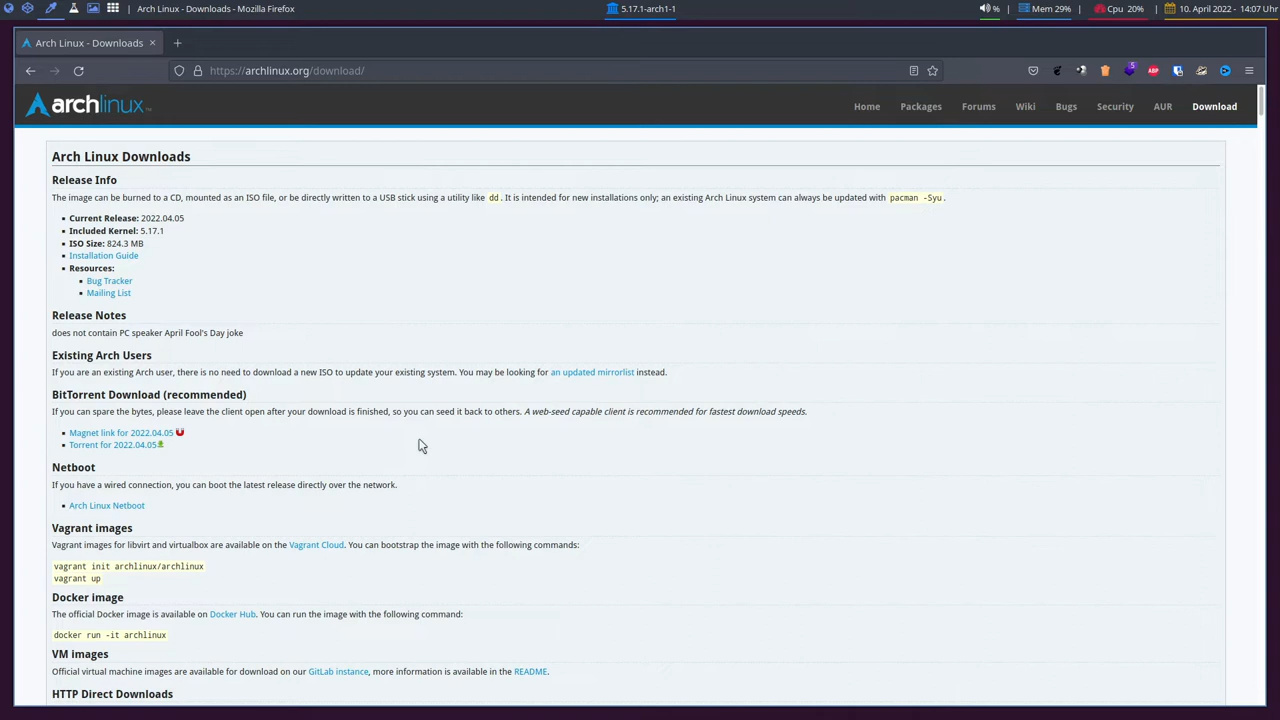 Arch Linux - Downloads - Mozilla Firefox
5.17.1-arch1-1
%
Mem 29%
Cpu 20%
10. April 2022 - 14:07 Uhr
Arch Linux - Downloads
https://archlinux.org/download/
5
ABP
archlinux
Home
Packages
Forums
Wiki
Bugs
Security
AUR
Download
Arch Linux Downloads
Release Info
The image can be burned to a CD, mounted as an ISO file, or be directly written to a USB stick using a utility like dd. It is intended for new installations only; an existing Arch Linux system can always be updated with pacman -Syu.
Current Release: 2022.04.05
Included Kernel: 5.17.1
ISO Size: 824.3 MB
Installation Guide
Resources:
Bug Tracker
Mailing List
Release Notes
does not contain PC speaker April Fool's Day joke
Existing Arch Users
If you are an existing Arch user, there is no need to download a new ISO to update your existing system. You may be looking for an updated mirrorlist instead.
BitTorrent Download (recommended)
If you can spare the bytes, please leave the client open after your download is finished, so you can seed it back to others. A web-seed capable client is recommended for fastest download speeds.
Magnet link for 2022.04.05
Torrent for 2022.04.05
Netboot
If you have a wired connection, you can boot the latest release directly over the network.
Arch Linux Netboot
Vagrant images
Vagrant images for libvirt and virtualbox are available on the Vagrant Cloud. You can bootstrap the image with the following commands:
vagrant init archlinux/archlinux
vagrant up
Docker image
The official Docker image is available on Docker Hub. You can run the image with the following command:
docker run -it archlinux
VM images
Official virtual machine images are available for download on our GitLab instance, more information is available in the README.
HTTP Direct Downloads